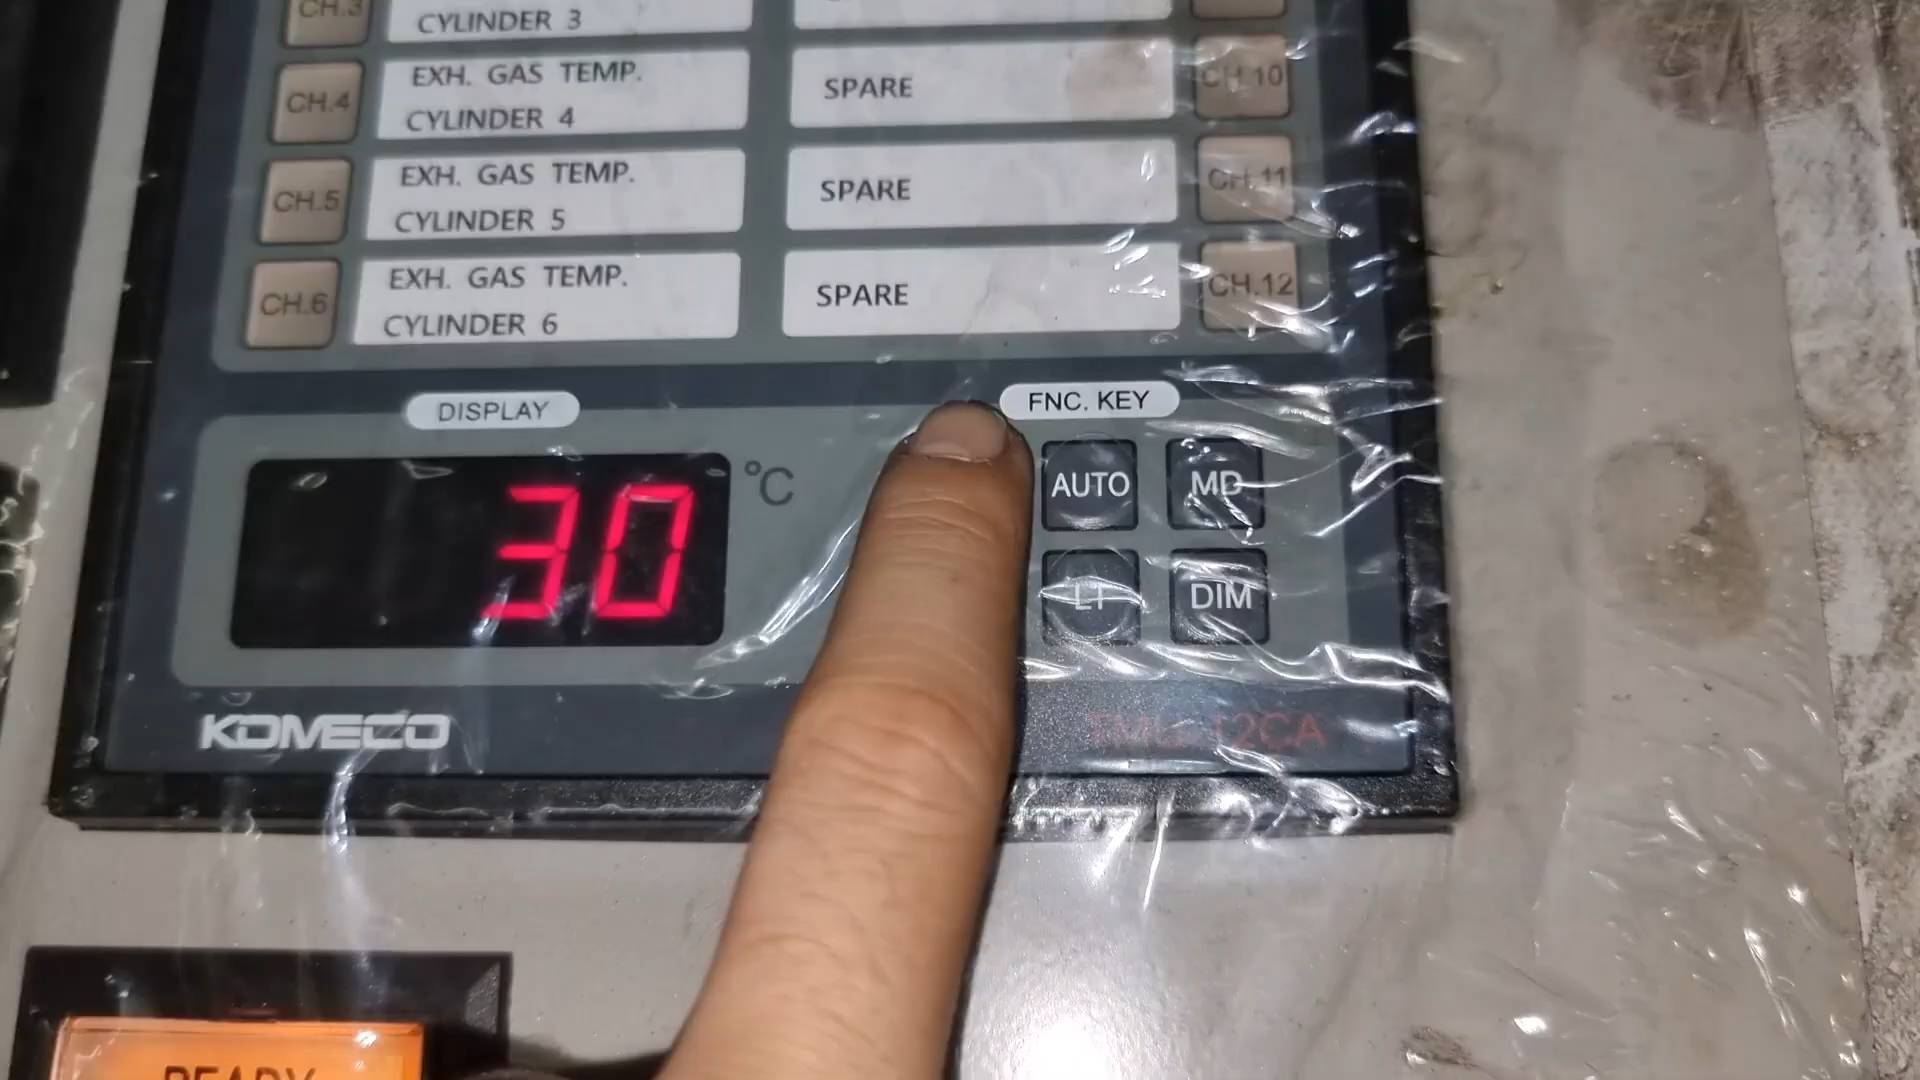 CH.3
CYLINDER 3
CH.4
EXH. GAS TEMP.
CYLINDER 4
SPARE
CH.10
CH.5
EXH. GAS TEMP.
CYLINDER 5
SPARE
CH.11
CH.6
EXH. GAS TEMP.
CYLINDER 6
SPARE
CH.12
DISPLAY
FNC. KEY
30 °C
AUTO
MD
LT
DIM
KOMECO
READY